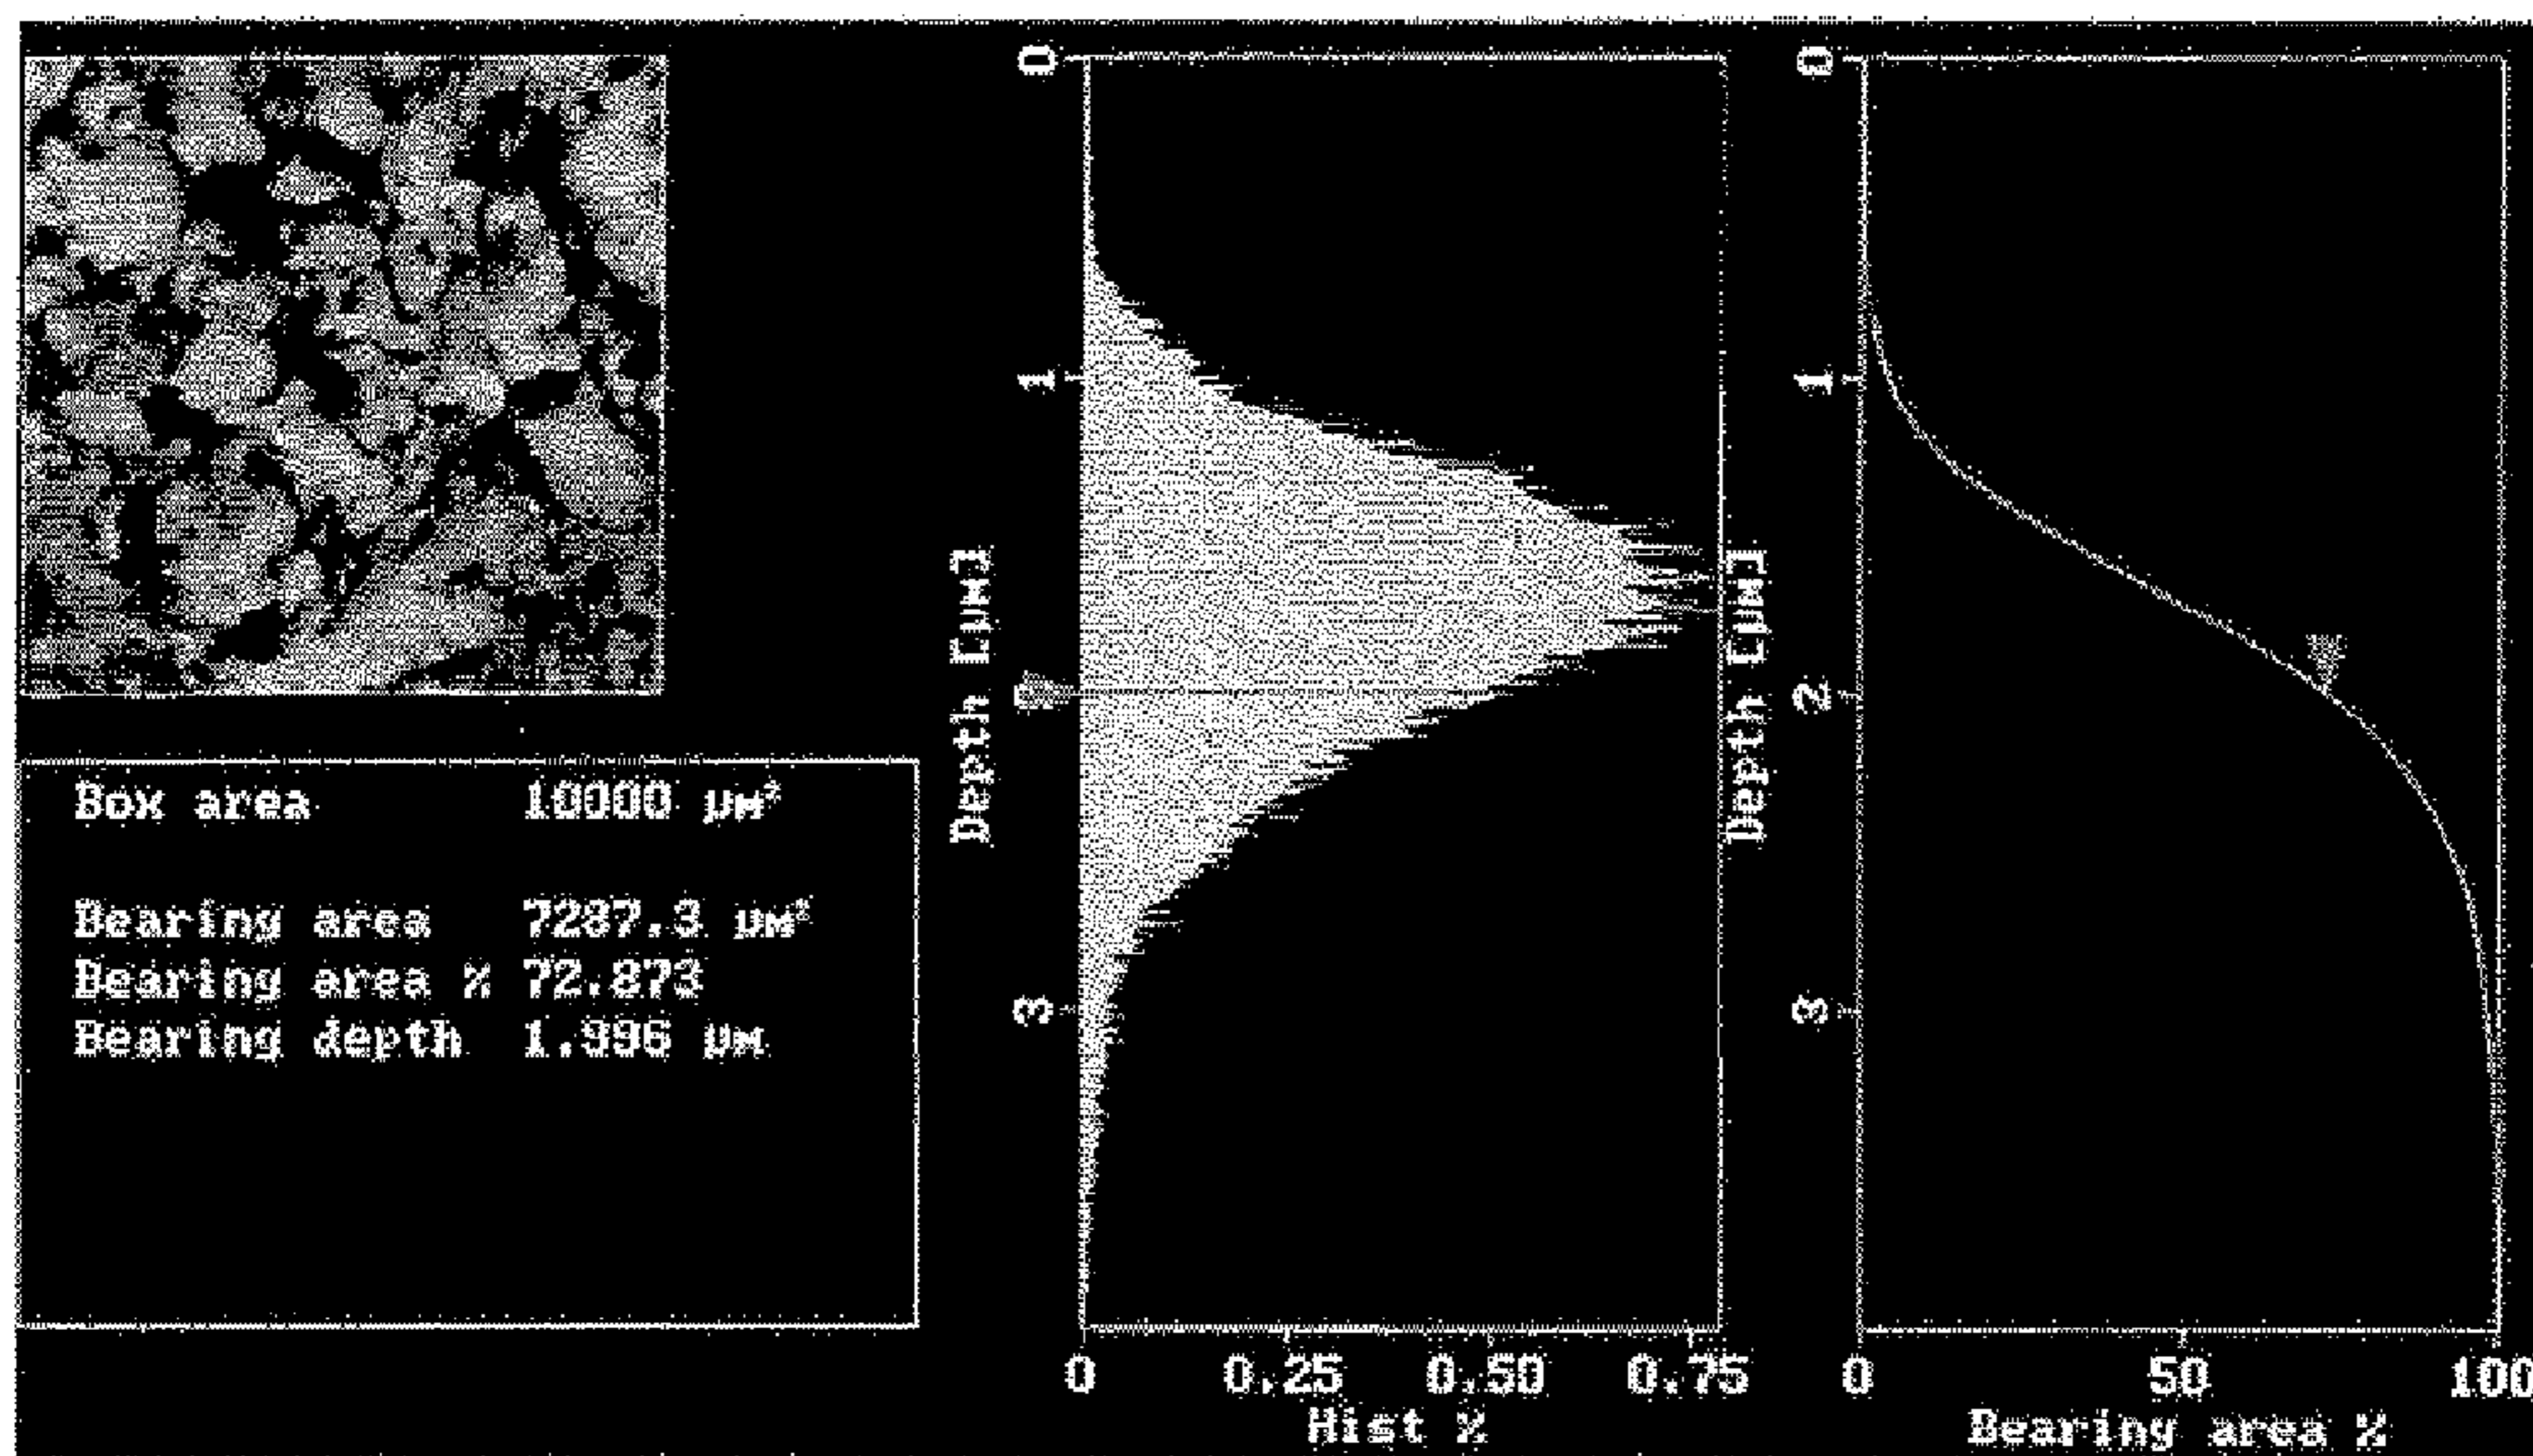 Box area 10000 µm²
Bearing area 7287.3 µm²
Bearing area % 72.873
Bearing depth 1.996 µm
Depth [µm]
0
1
3
0 0.25 0.50 0.75
Hist %
Depth [µm]
0
1
2
3
0 50 100
Bearing area %